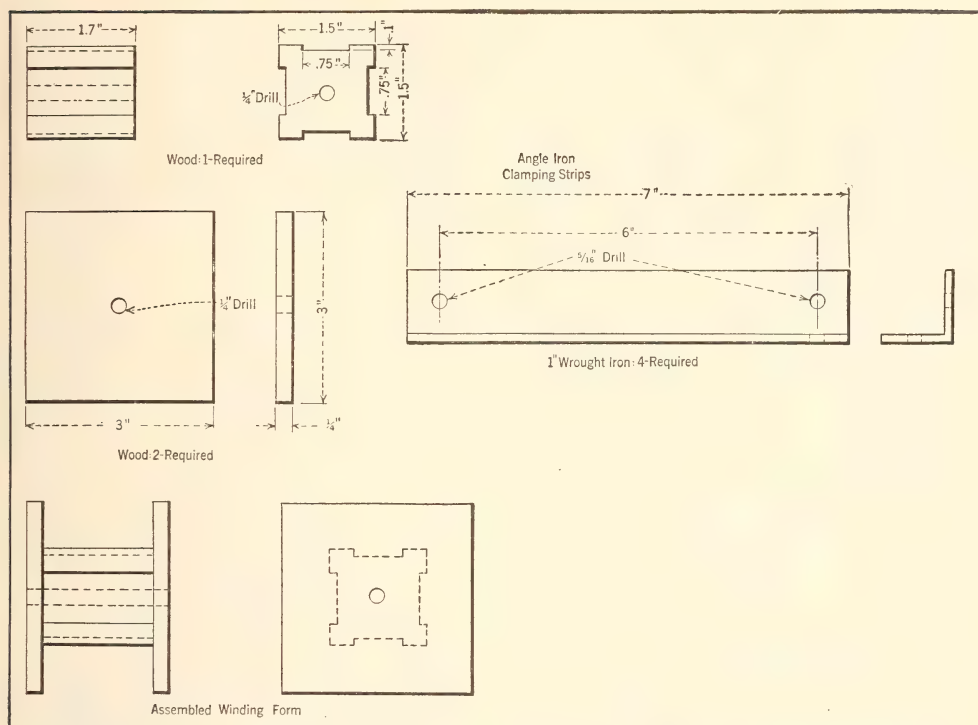 1.7"
1.5"
.1"
.75"
.75"
1.5"
¼" Drill
Wood: 1-Required
Angle Iron
Clamping Strips
7"
6"
5/16" Drill
1" Wrought Iron: 4-Required
¼" Drill
3"
3"
¼"
Wood: 2-Required
Assembled Winding Form